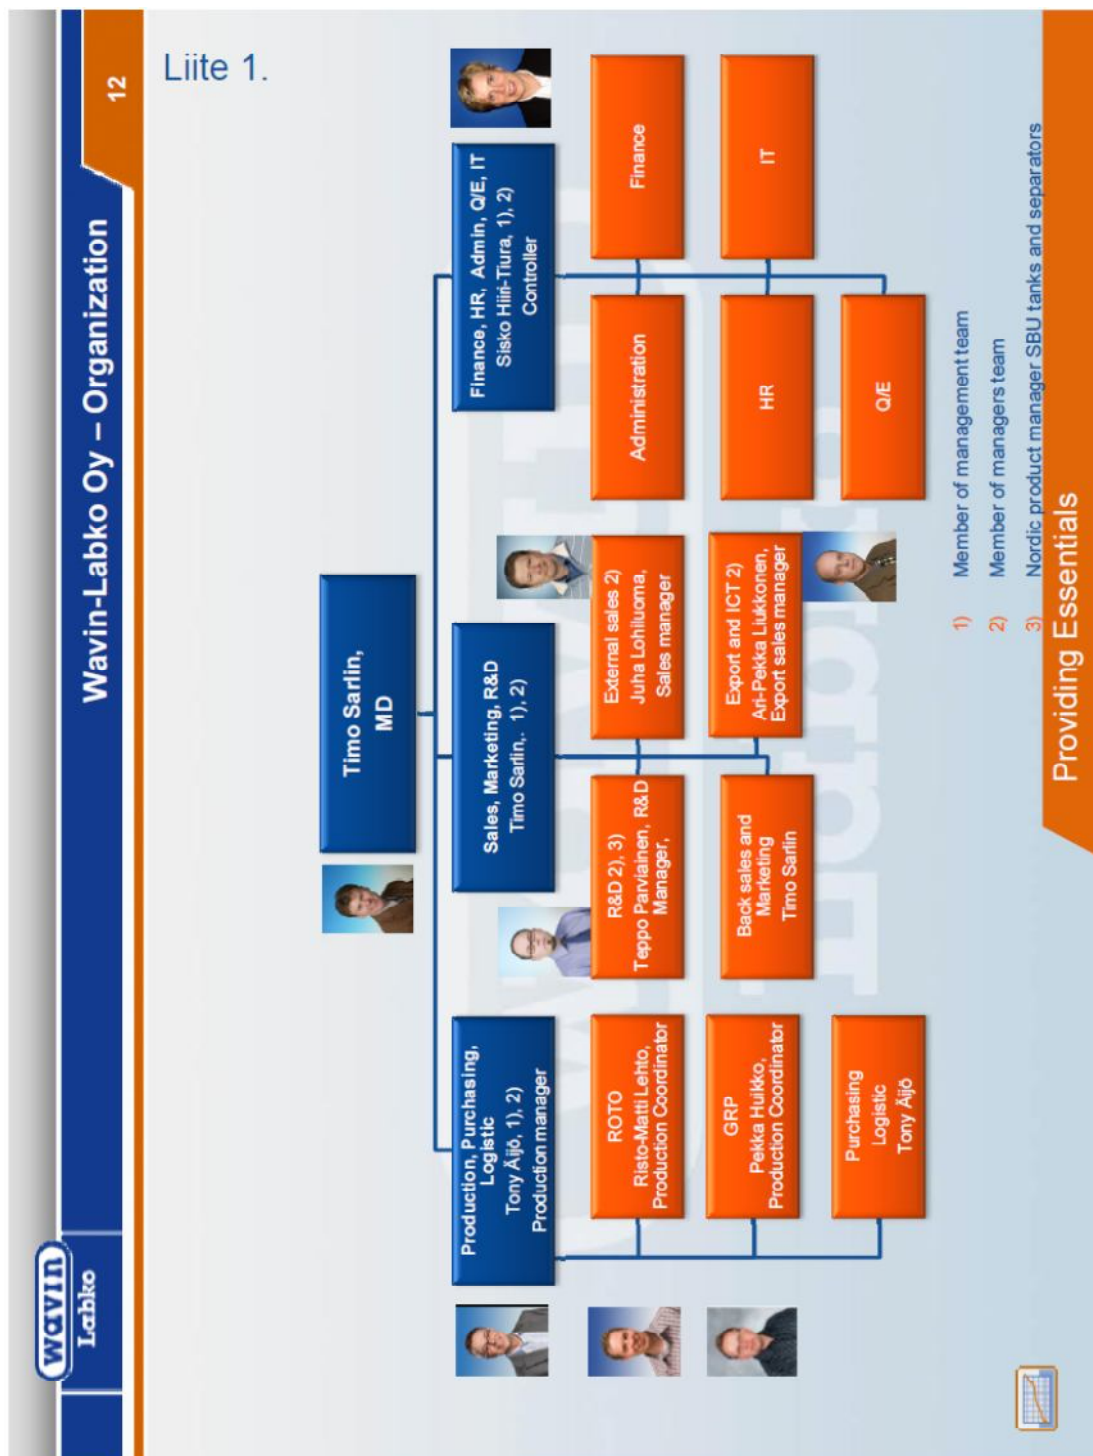 Liite 1.
wavin
Labko
Wavin-Labko Oy – Organization
12
Timo Sarlin,
MD
Production, Purchasing,
Logistic
Tony Äijö, 1), 2)
Production manager
Sales, Marketing, R&D
Timo Sarlin,. 1), 2)
Finance, HR, Admin, Q/E, IT
Sisko Hiiri-Tiura, 1), 2)
Controller
ROTO
Risto-Matti Lehto,
Production Coordinator
GRP
Pekka Huikko,
Production Coordinator
Purchasing
Logistic
Tony Äijö
R&D 2), 3)
Teppo Parviainen, R&D
Manager,
External sales 2)
Juha Lohiluoma,
Sales manager
Back sales and
Marketing
Timo Sarlin
Export and ICT 2)
Ari-Pekka Liukkonen,
Export sales manager
Administration
Finance
HR
IT
Q/E
1) Member of management team
2) Member of managers team
3) Nordic product manager SBU tanks and separators
Providing Essentials